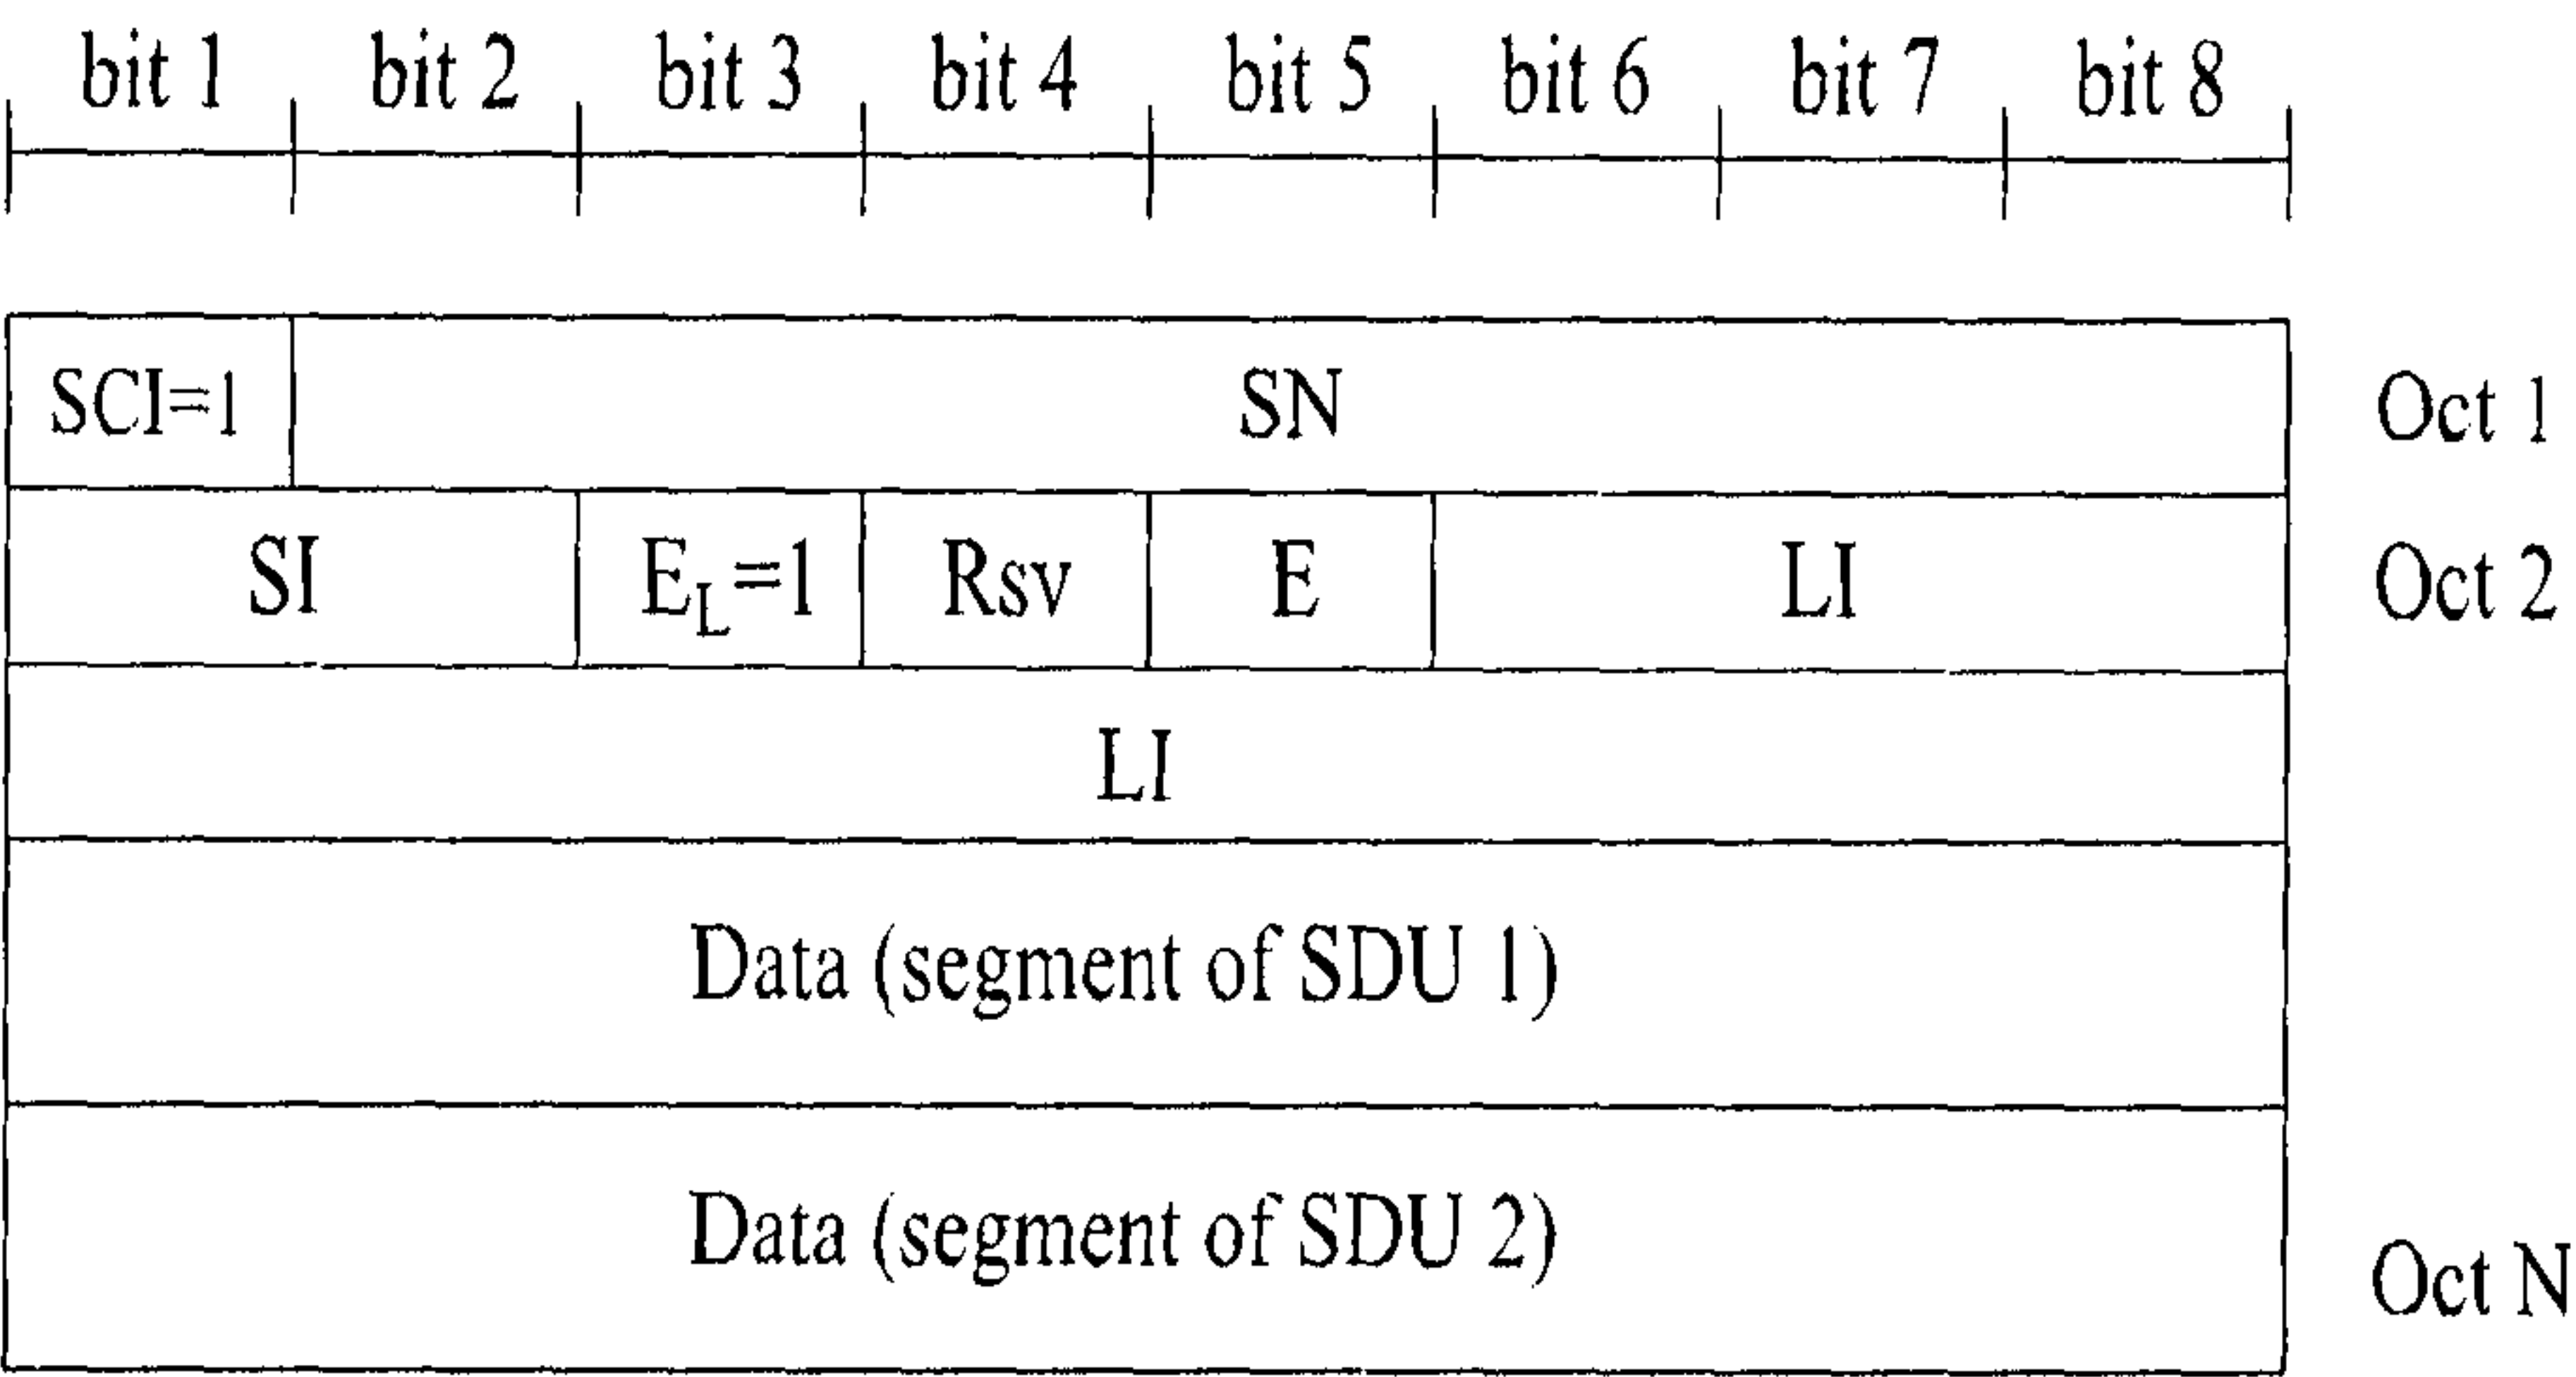 bit 1 bit 2 bit 3 bit 4 bit 5 bit 6 bit 7 bit 8
SCI=1 SN Oct 1
SI E_L=1 Rsv E LI Oct 2
LI
Data (segment of SDU 1)
Data (segment of SDU 2)
Oct N